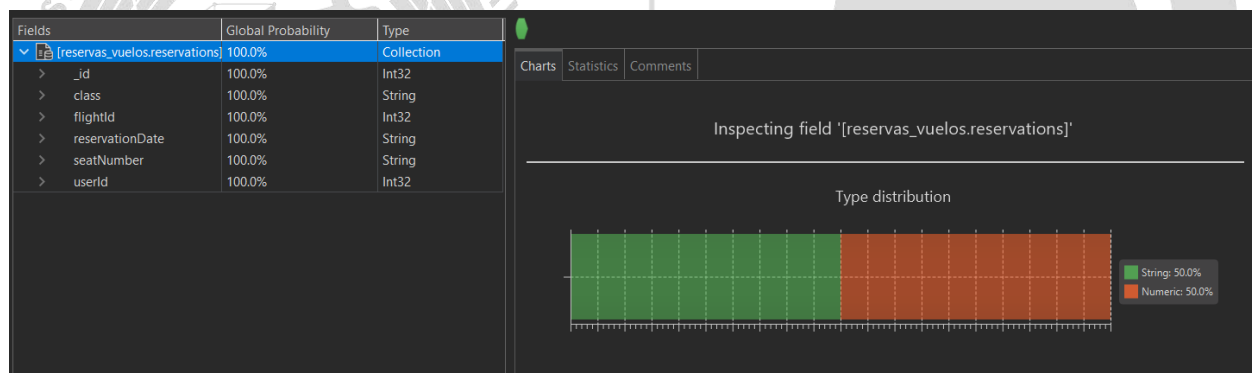 Fields Global Probability Type
[reservas_vuelos.reservations] 100.0% Collection
_id 100.0% Int32
class 100.0% String
flightId 100.0% Int32
reservationDate 100.0% String
seatNumber 100.0% String
userId 100.0% Int32
Charts Statistics Comments
Inspecting field '[reservas_vuelos.reservations]'
Type distribution
String: 50.0%
Numeric: 50.0%